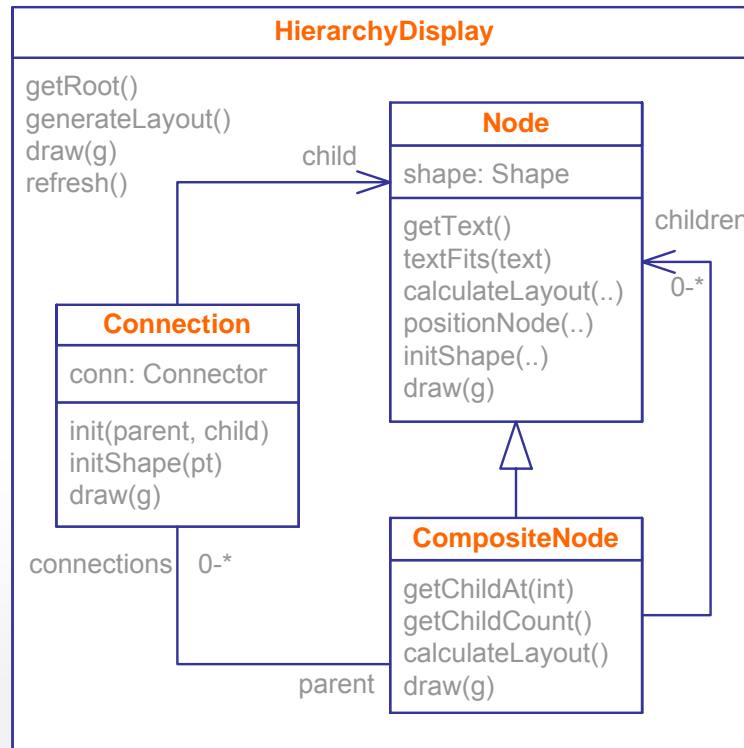 HierarchyDisplay
getRoot()
generateLayout()
draw(g)
refresh()
child
Node
shape: Shape
getText()
textFits(text)
calculateLayout(..)
positionNode(..)
initShape(..)
draw(g)
children
0-*
Connection
conn: Connector
init(parent, child)
initShape(pt)
draw(g)
connections
0-*
CompositeNode
getChildAt(int)
getChildCount()
calculateLayout()
draw(g)
parent